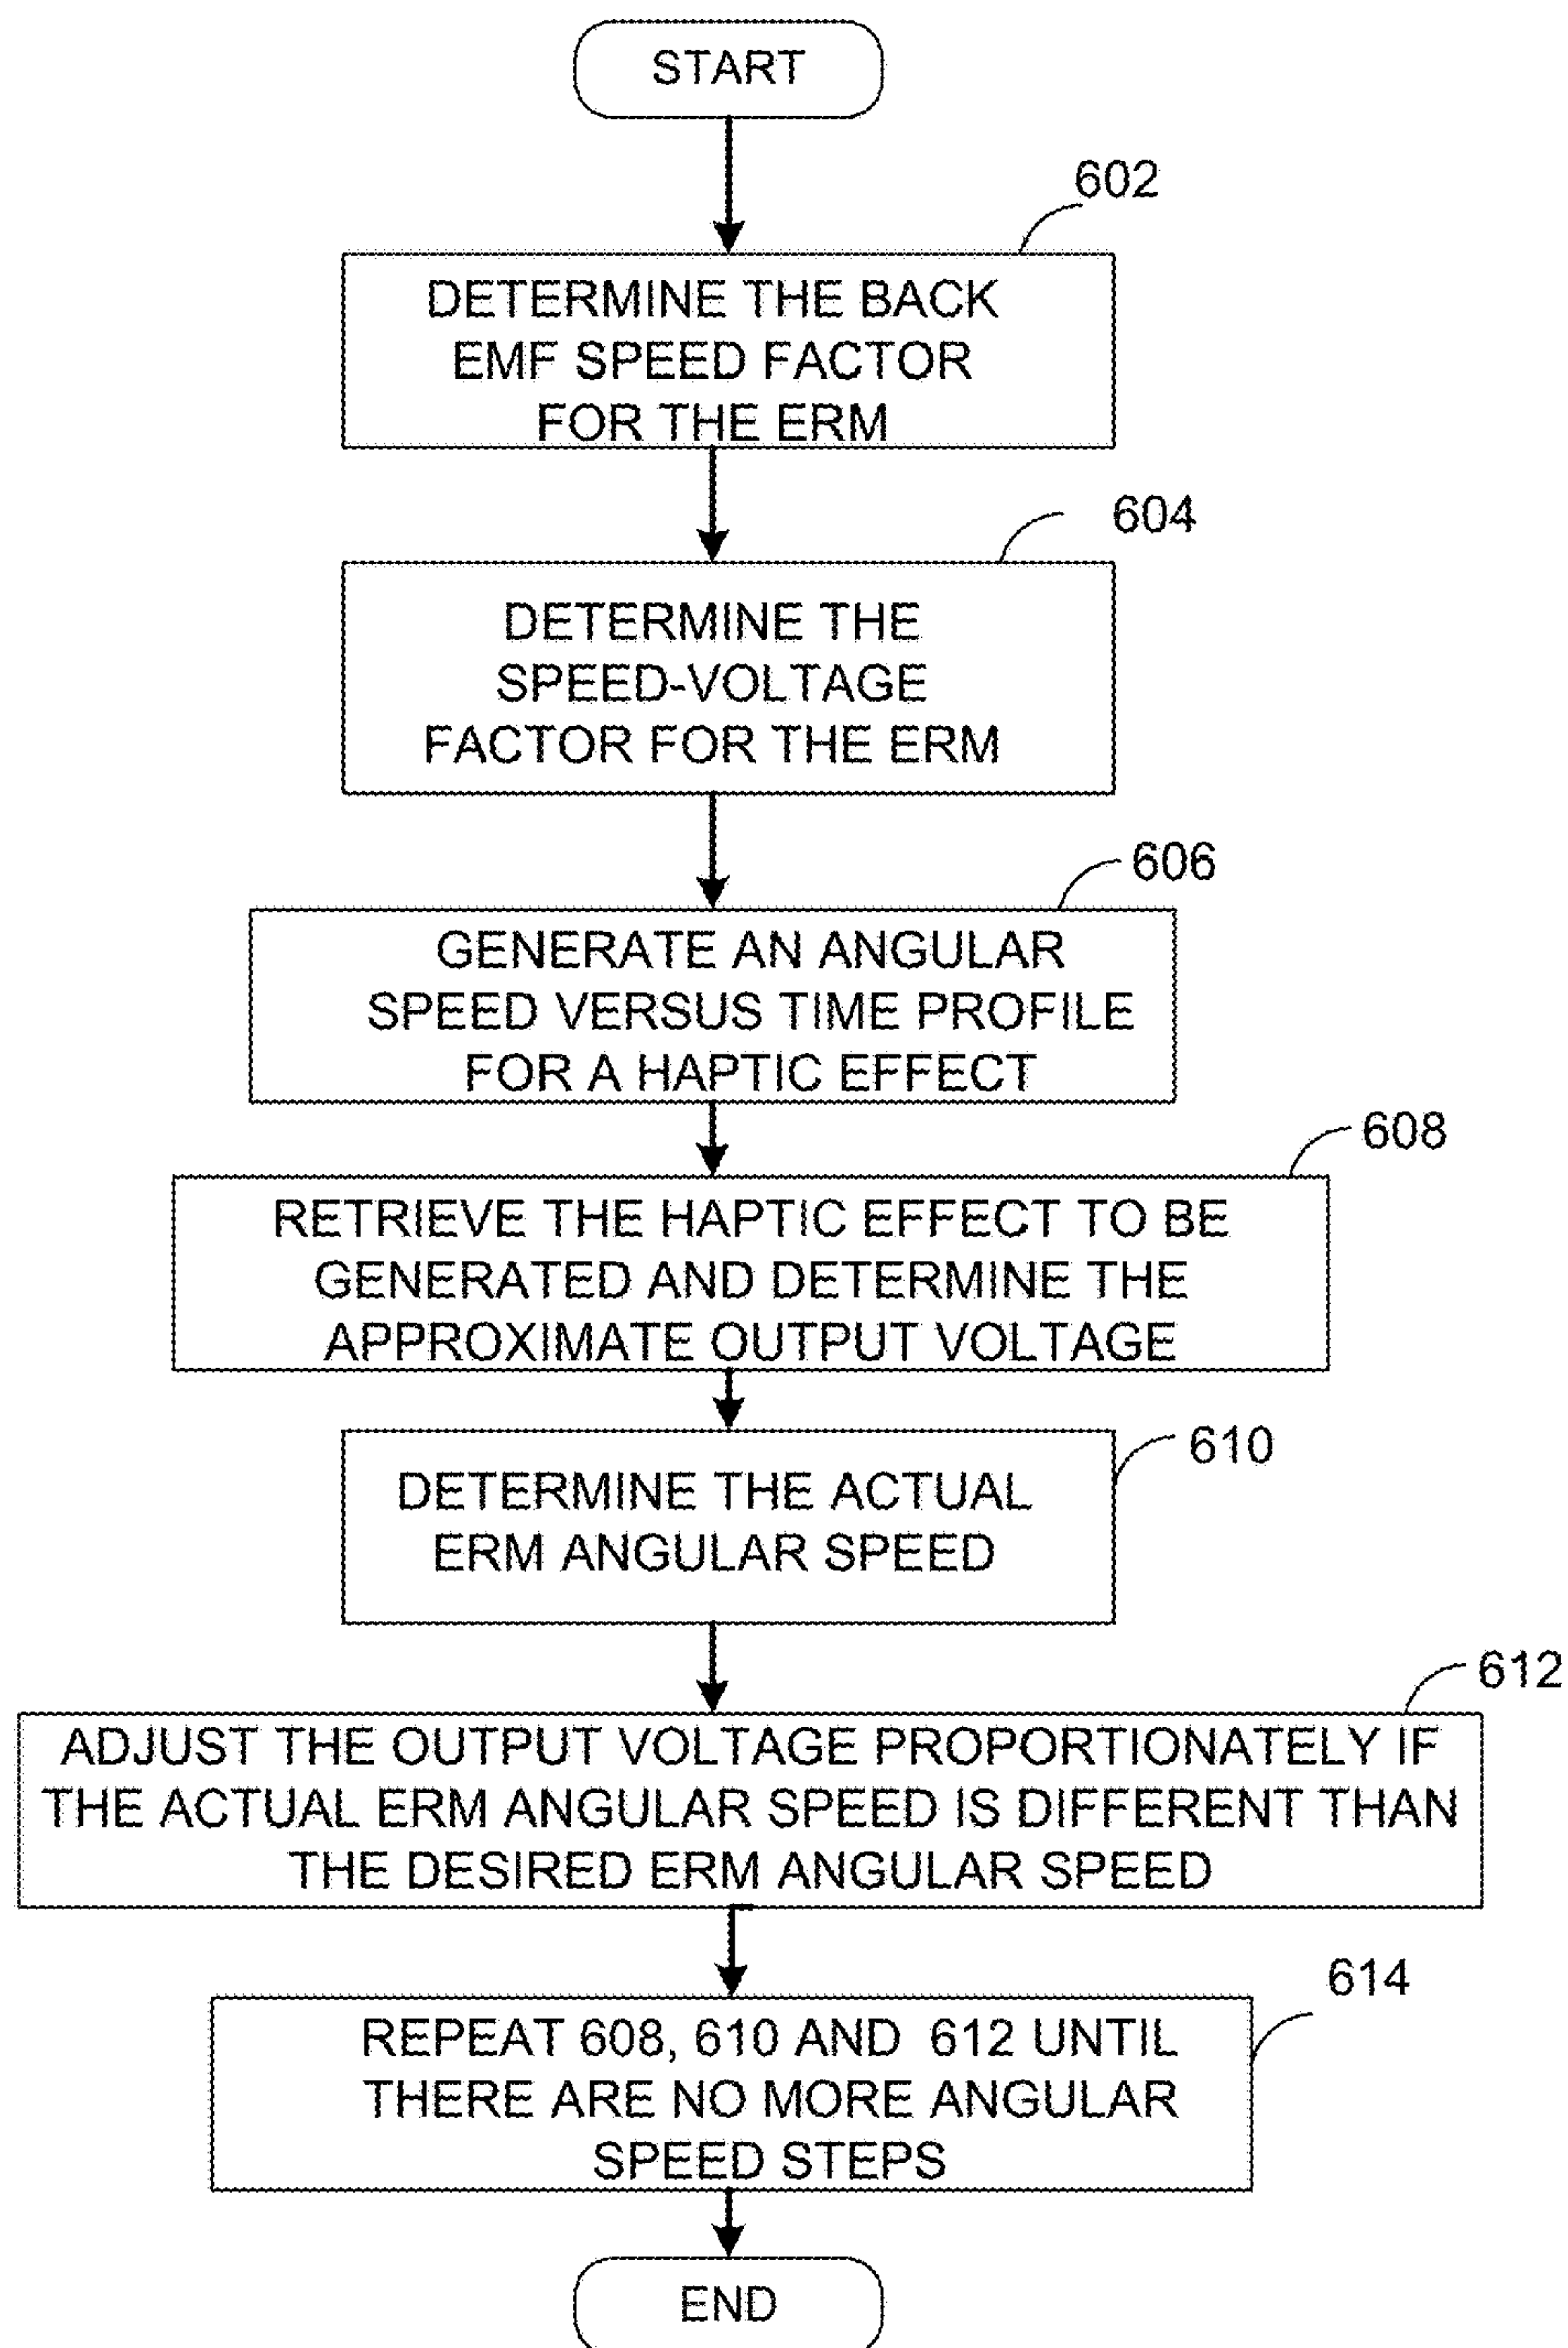 START
602
DETERMINE THE BACK
EMF SPEED FACTOR
FOR THE ERM
604
DETERMINE THE
SPEED-VOLTAGE
FACTOR FOR THE ERM
606
GENERATE AN ANGULAR
SPEED VERSUS TIME PROFILE
FOR A HAPTIC EFFECT
608
RETRIEVE THE HAPTIC EFFECT TO BE
GENERATED AND DETERMINE THE
APPROXIMATE OUTPUT VOLTAGE
610
DETERMINE THE ACTUAL
ERM ANGULAR SPEED
612
ADJUST THE OUTPUT VOLTAGE PROPORTIONATELY IF
THE ACTUAL ERM ANGULAR SPEED IS DIFFERENT THAN
THE DESIRED ERM ANGULAR SPEED
614
REPEAT 608, 610 AND 612 UNTIL
THERE ARE NO MORE ANGULAR
SPEED STEPS
END